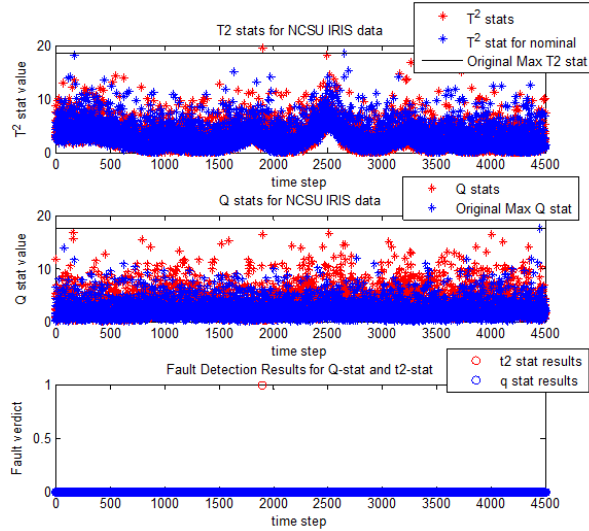 T2 stats for NCSU IRIS data
T² stats
T² stat for nominal
Original Max T2 stat
T² stat value
20
10
0
0 500 1000 1500 2000 2500 3000 3500 4000 4500
time step
Q stats for NCSU IRIS data
Q stats
Original Max Q stat
Q stat value
20
10
0
0 500 1000 1500 2000 2500 3000 3500 4000 4500
time step
Fault Detection Results for Q-stat and t2-stat
t2 stat results
q stat results
Fault verdict
1
0.5
0
0 500 1000 1500 2000 2500 3000 3500 4000 4500
time step